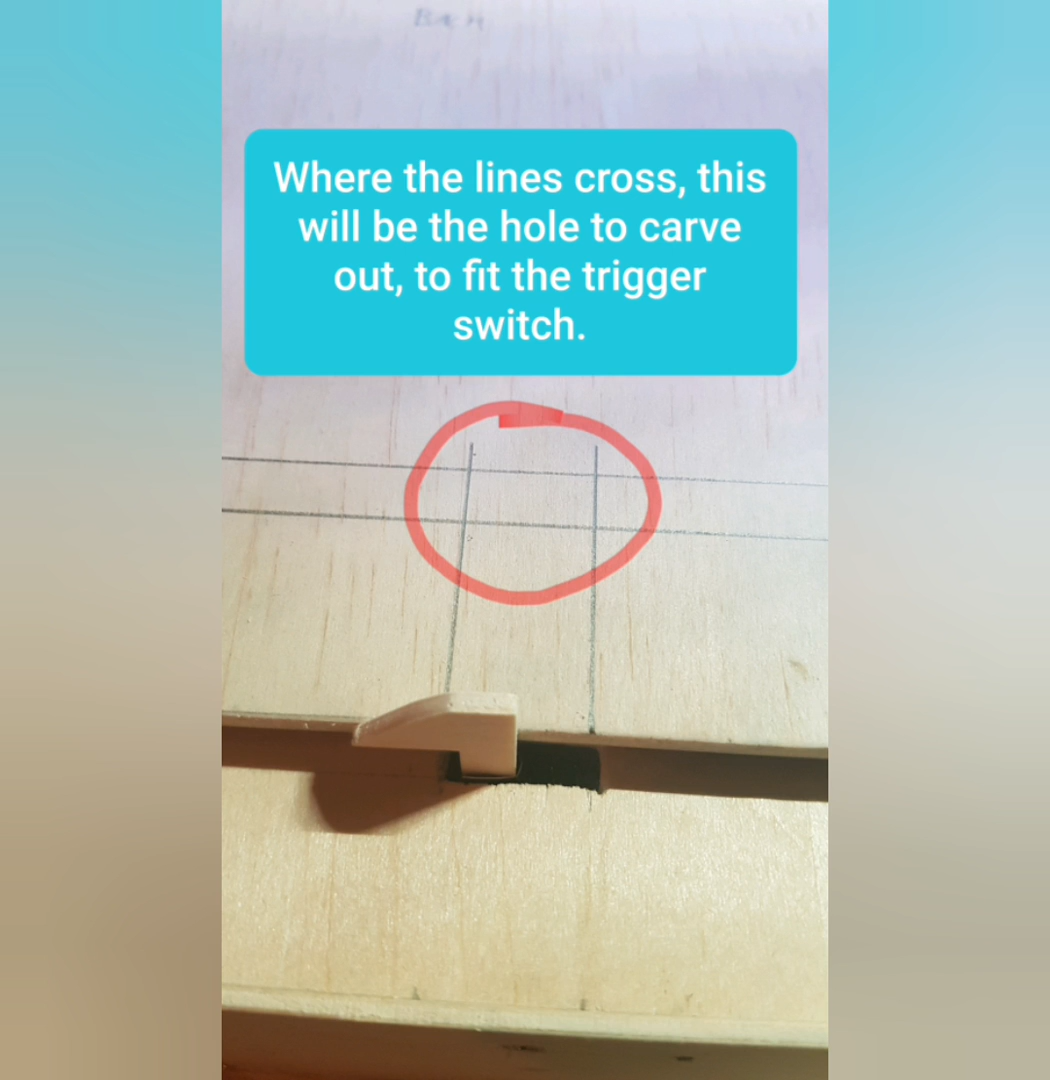 Where the lines cross, this
will be the hole to carve
out, to fit the trigger
switch.